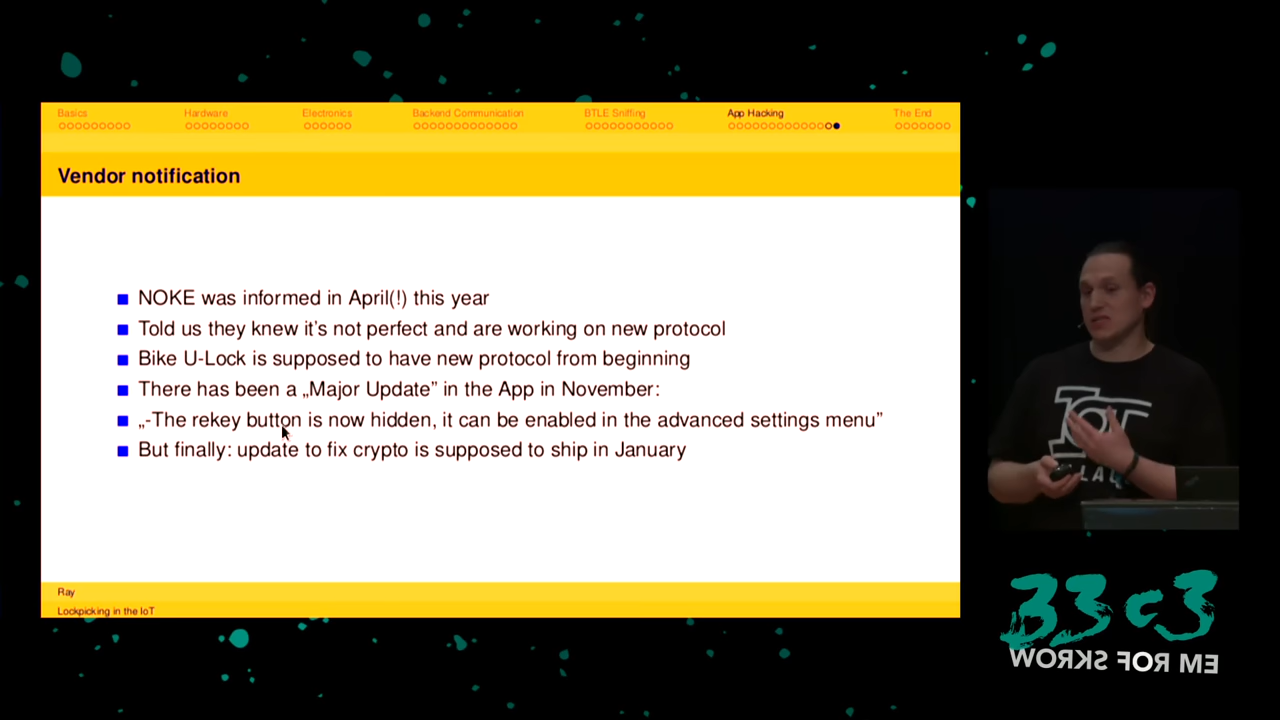 Basics
Hardware
Electronics
Backend Communication
BTLE Sniffing
App Hacking
The End
Vendor notification
NOKE was informed in April(!) this year
Told us they knew it's not perfect and are working on new protocol
Bike U-Lock is supposed to have new protocol from beginning
There has been a „Major Update” in the App in November:
„-The rekey button is now hidden, it can be enabled in the advanced settings menu”
But finally: update to fix crypto is supposed to ship in January
Ray
Lockpicking in the IoT
IOT
33c3
WORKS FOR ME